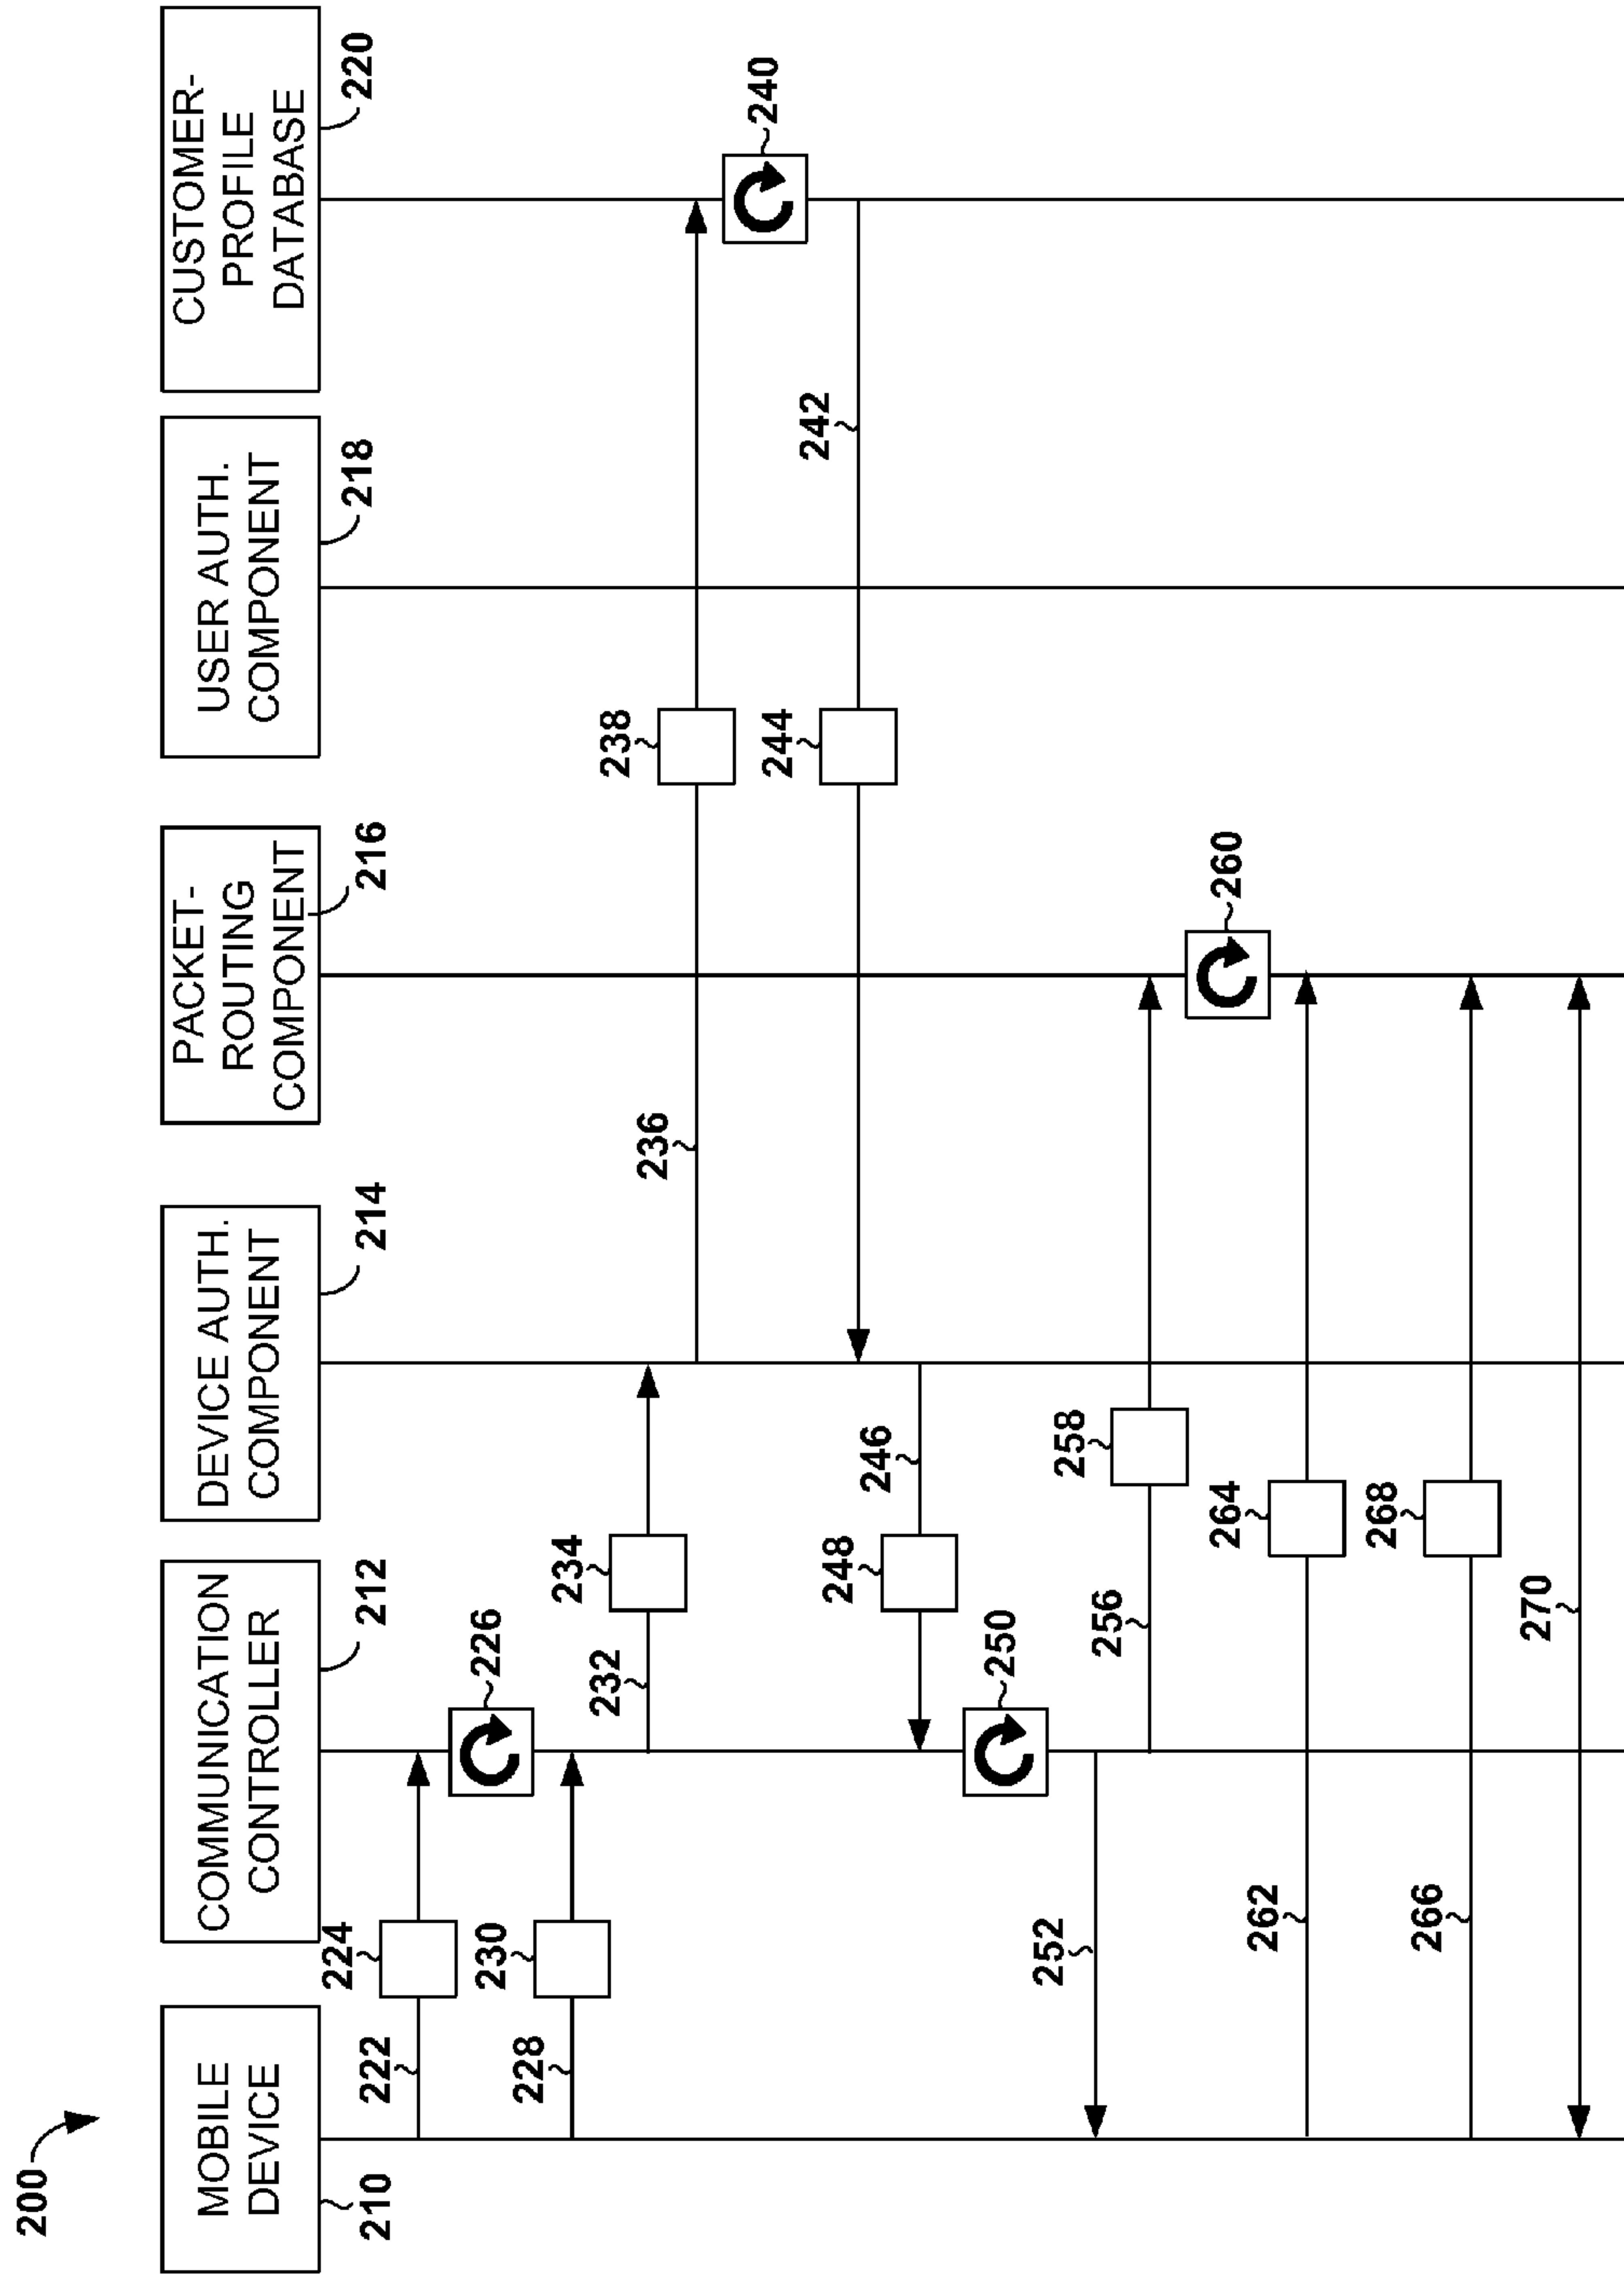 200
MOBILE
DEVICE
210
COMMUNICATION
CONTROLLER
212
DEVICE AUTH.
COMPONENT
214
PACKET-
ROUTING
COMPONENT
216
USER AUTH.
COMPONENT
218
CUSTOMER-
PROFILE
DATABASE
220
222
224
226
228
230
232
234
236
238
240
242
244
246
248
250
252
256
258
260
262
264
266
268
270